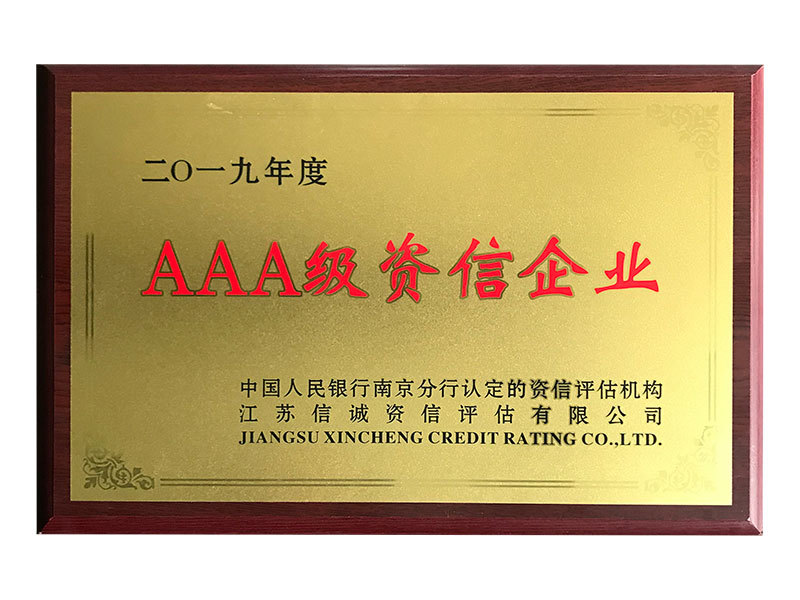 二〇一九年度
AAA级资信企业
中国人民银行南京分行认定的资信评估机构
江苏信诚资信评估有限公司
JIANGSU XINCHENG CREDIT RATING CO.,LTD.